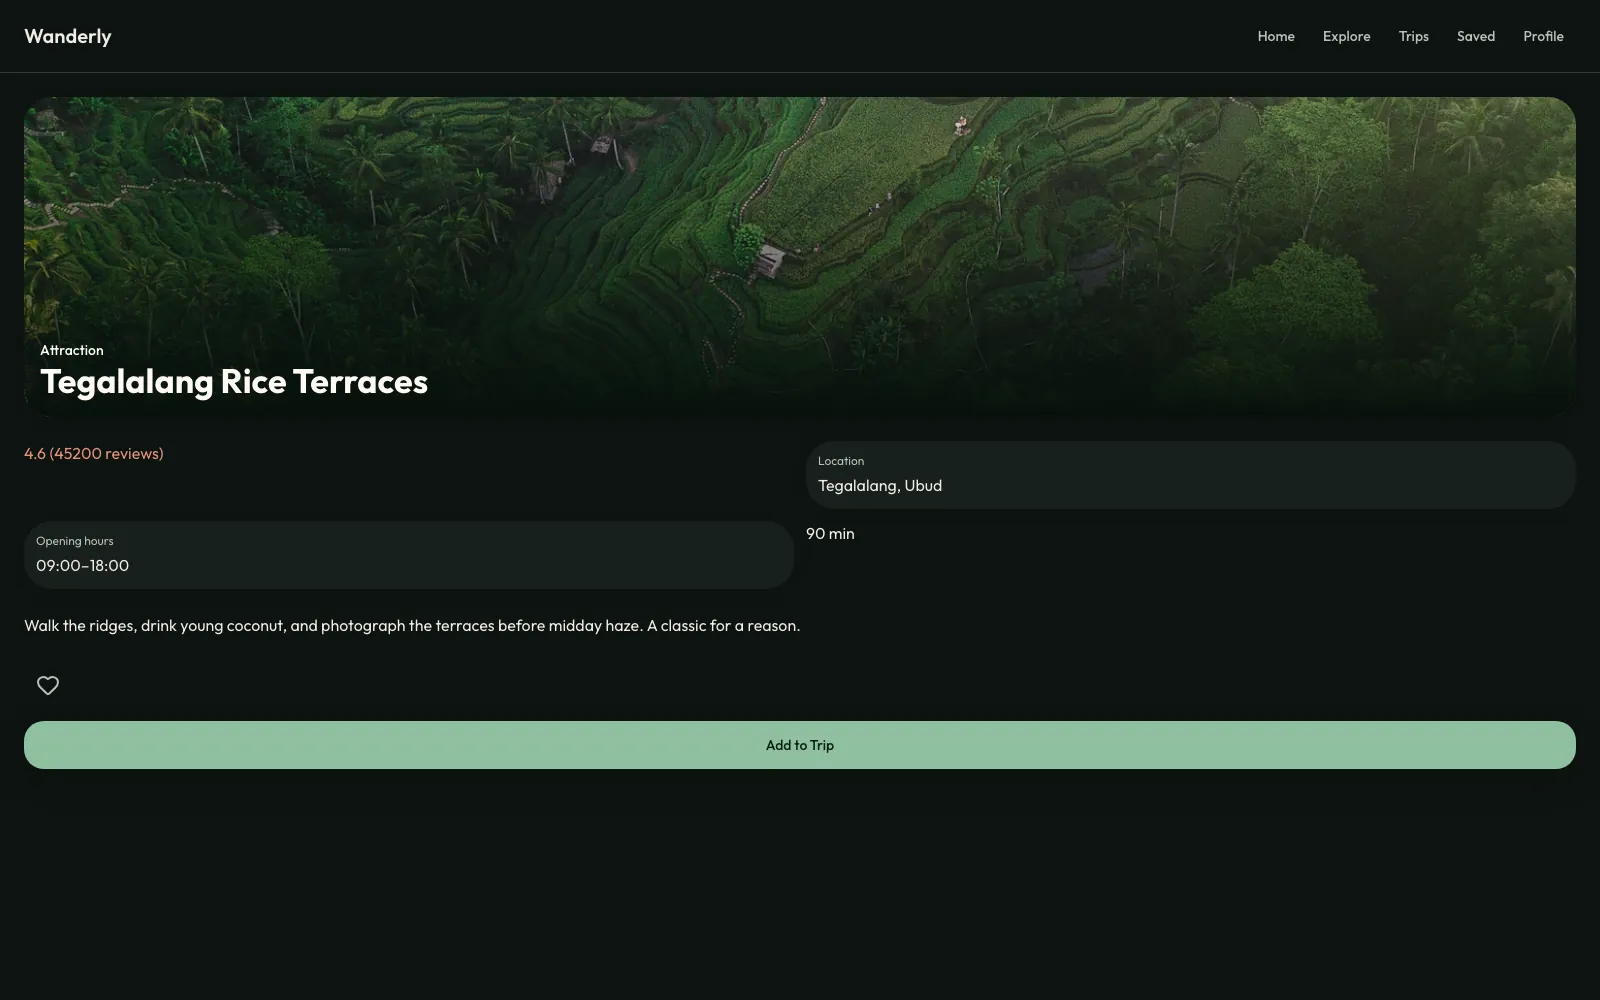 Wanderly
Home Explore Trips Saved Profile
Attraction
Tegalalang Rice Terraces
4.6 (45200 reviews)
Location
Tegalalang, Ubud
Opening hours
09:00–18:00
90 min
Walk the ridges, drink young coconut, and photograph the terraces before midday haze. A classic for a reason.
Add to Trip